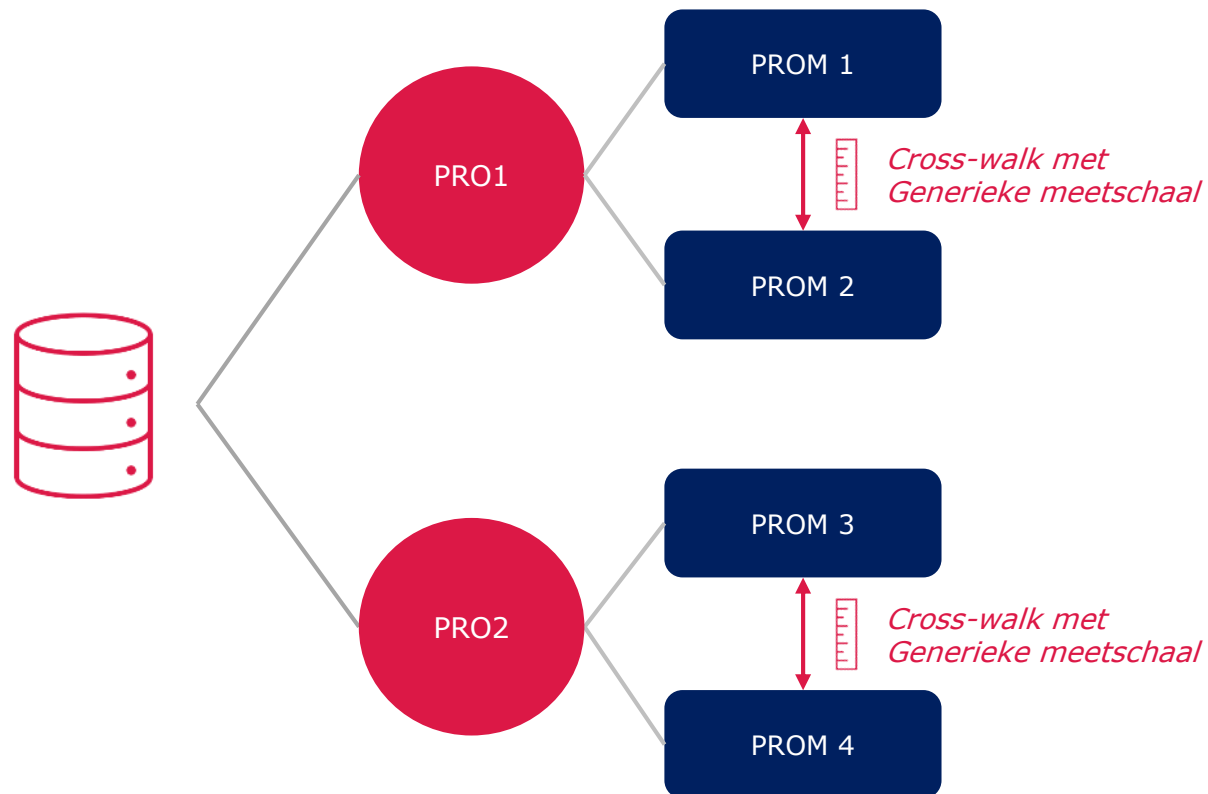 PROM 1
PRO1
Cross-walk met
Generieke meetschaal
PROM 2
PROM 3
PRO2
Cross-walk met
Generieke meetschaal
PROM 4